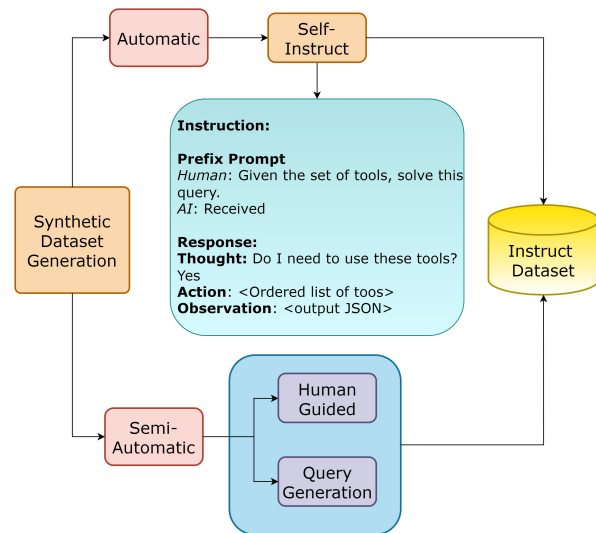 Automatic
Self-
Instruct
Instruction:
Prefix Prompt
Human: Given the set of tools, solve this
query.
AI: Received
Response:
Thought: Do I need to use these tools?
Yes
Action: <Ordered list of toos>
Observation: <output JSON>
Synthetic
Dataset
Generation
Instruct
Dataset
Semi-
Automatic
Human
Guided
Query
Generation